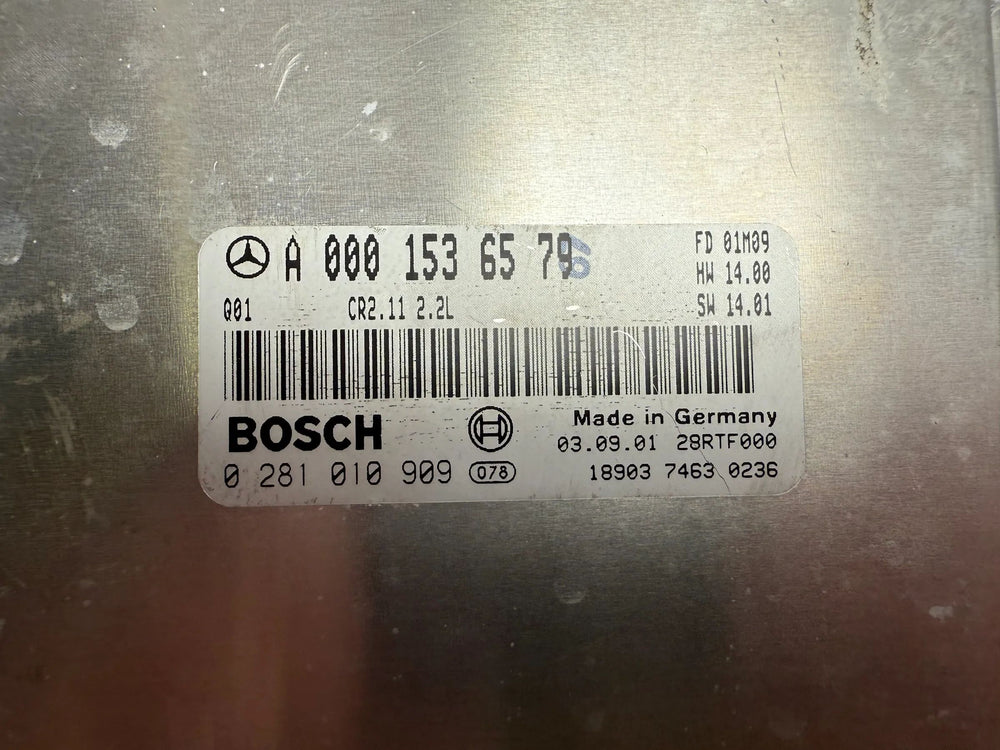 A 000 153 65 79
19
FD 01M09
HW 14.00
Q01 CR2.11 2.2L SW 14.01
BOSCH
Made in Germany
03.09.01 28RTF000
0 281 010 909 078
18903 7463 0236